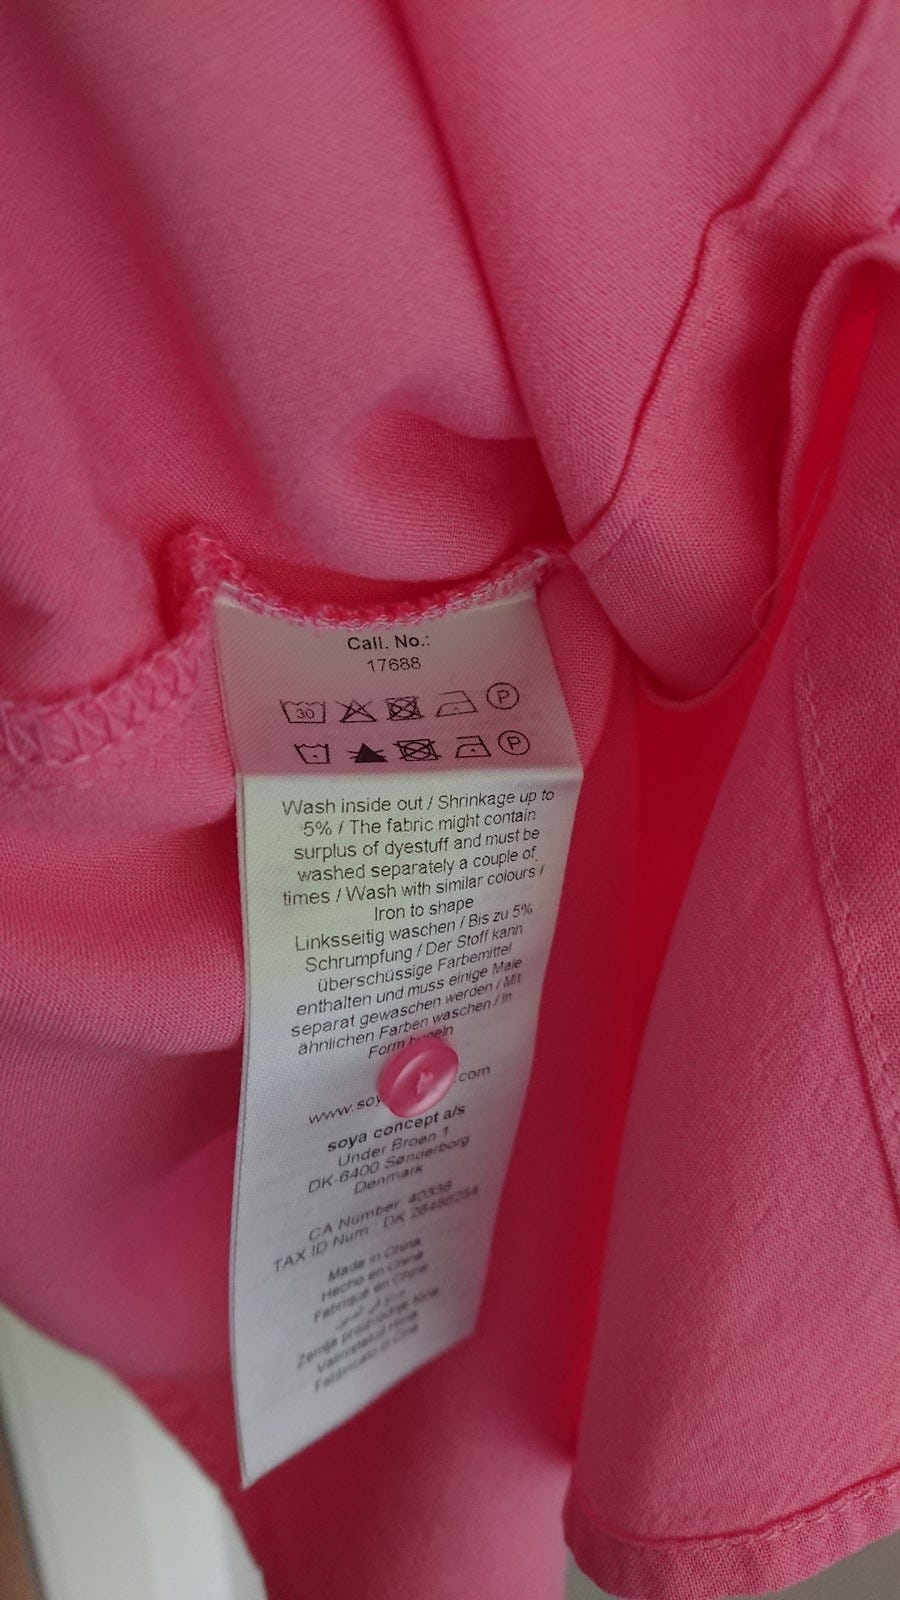 Call. No.:
17688
30 P
P
Wash inside out / Shrinkage up to
5% / The fabric might contain
surplus of dyestuff and must be
washed separately a couple of
times / Wash with similar colours /
Iron to shape
Linksseitig waschen / Bis zu 5%
Schrumpfung / Der Stoff kann
überschüssige Farbemittel
enthalten und muss einige Male
separat gewaschen werden / Mit
ähnlichen Farben waschen / In
Form
www.soy .com
soya concept a/s
Under Broen 1
DK-6400 Sønderborg
Denmark
CA Number 40336
TAX ID Num DK
Made in China
Hecho en China
Fabriqué en Chine